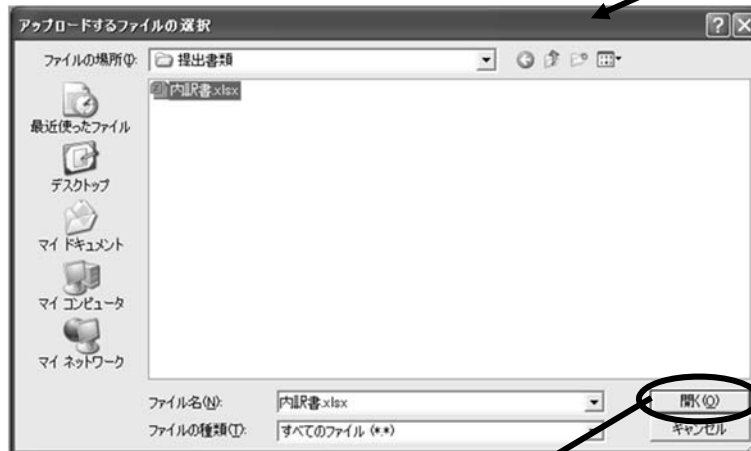 アップロードするファイルの選択
ファイルの場所(I):
提出書類
内訳書.xlsx
最近使ったファイル
デスクトップ
マイ ドキュメント
マイ コンピュータ
マイ ネットワーク
ファイル名(N):
内訳書.xlsx
開く(O)
ファイルの種類(T):
すべてのファイル (*.*)
キャンセル